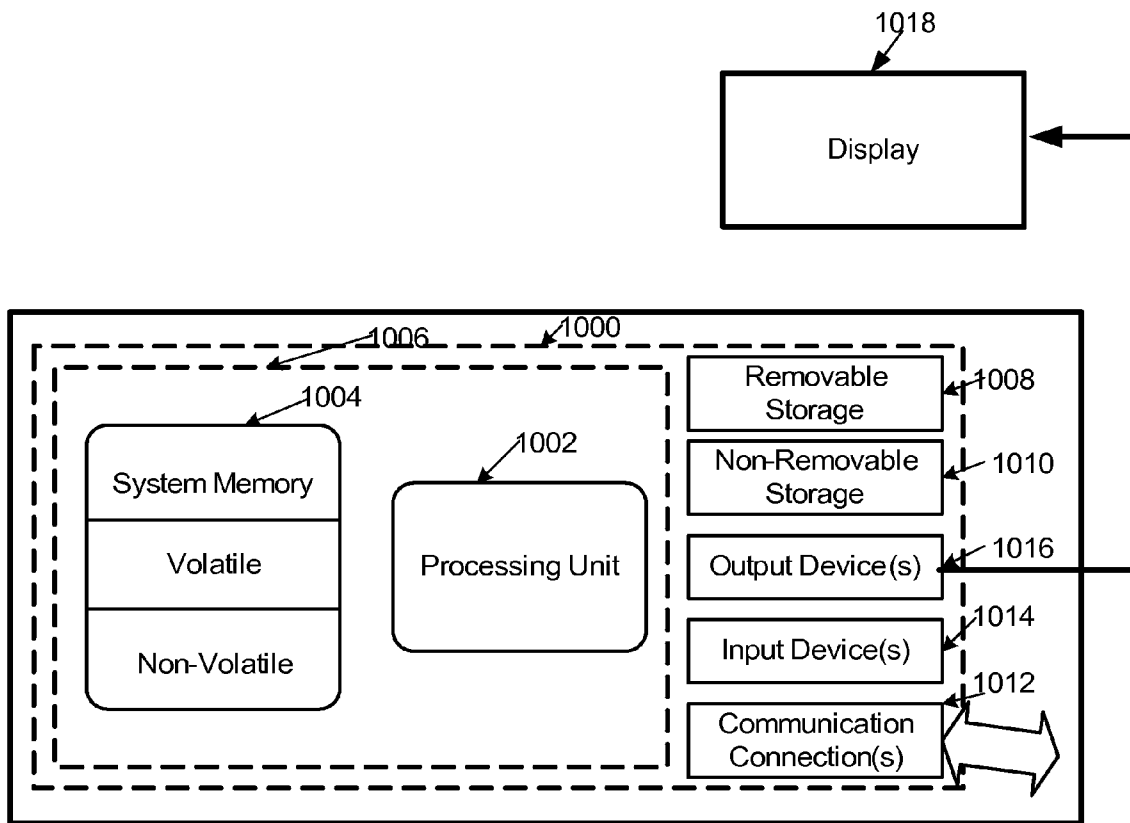 1018
Display
1006
1000
1004
1002
System Memory
Volatile
Non-Volatile
Processing Unit
Removable
Storage
1008
Non-Removable
Storage
1010
Output Device(s)
1016
Input Device(s)
1014
1012
Communication
Connection(s)